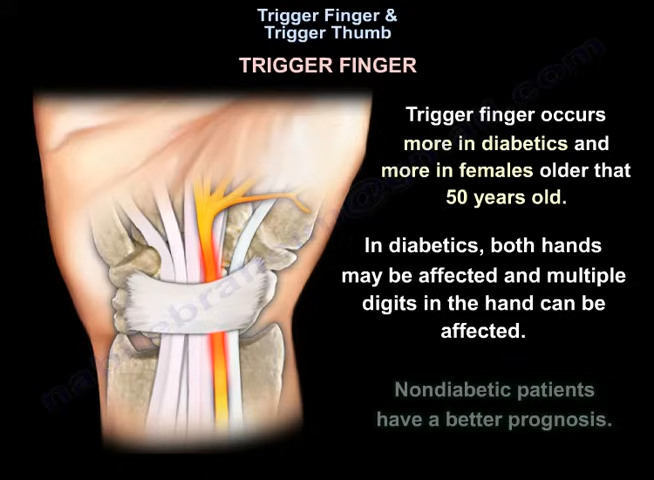 Trigger Finger &
Trigger Thumb
TRIGGER FINGER
Trigger finger occurs
more in diabetics and
more in females older that
50 years old.
In diabetics, both hands
may be affected and multiple
digits in the hand can be
affected.
Nondiabetic patients
have a better prognosis.